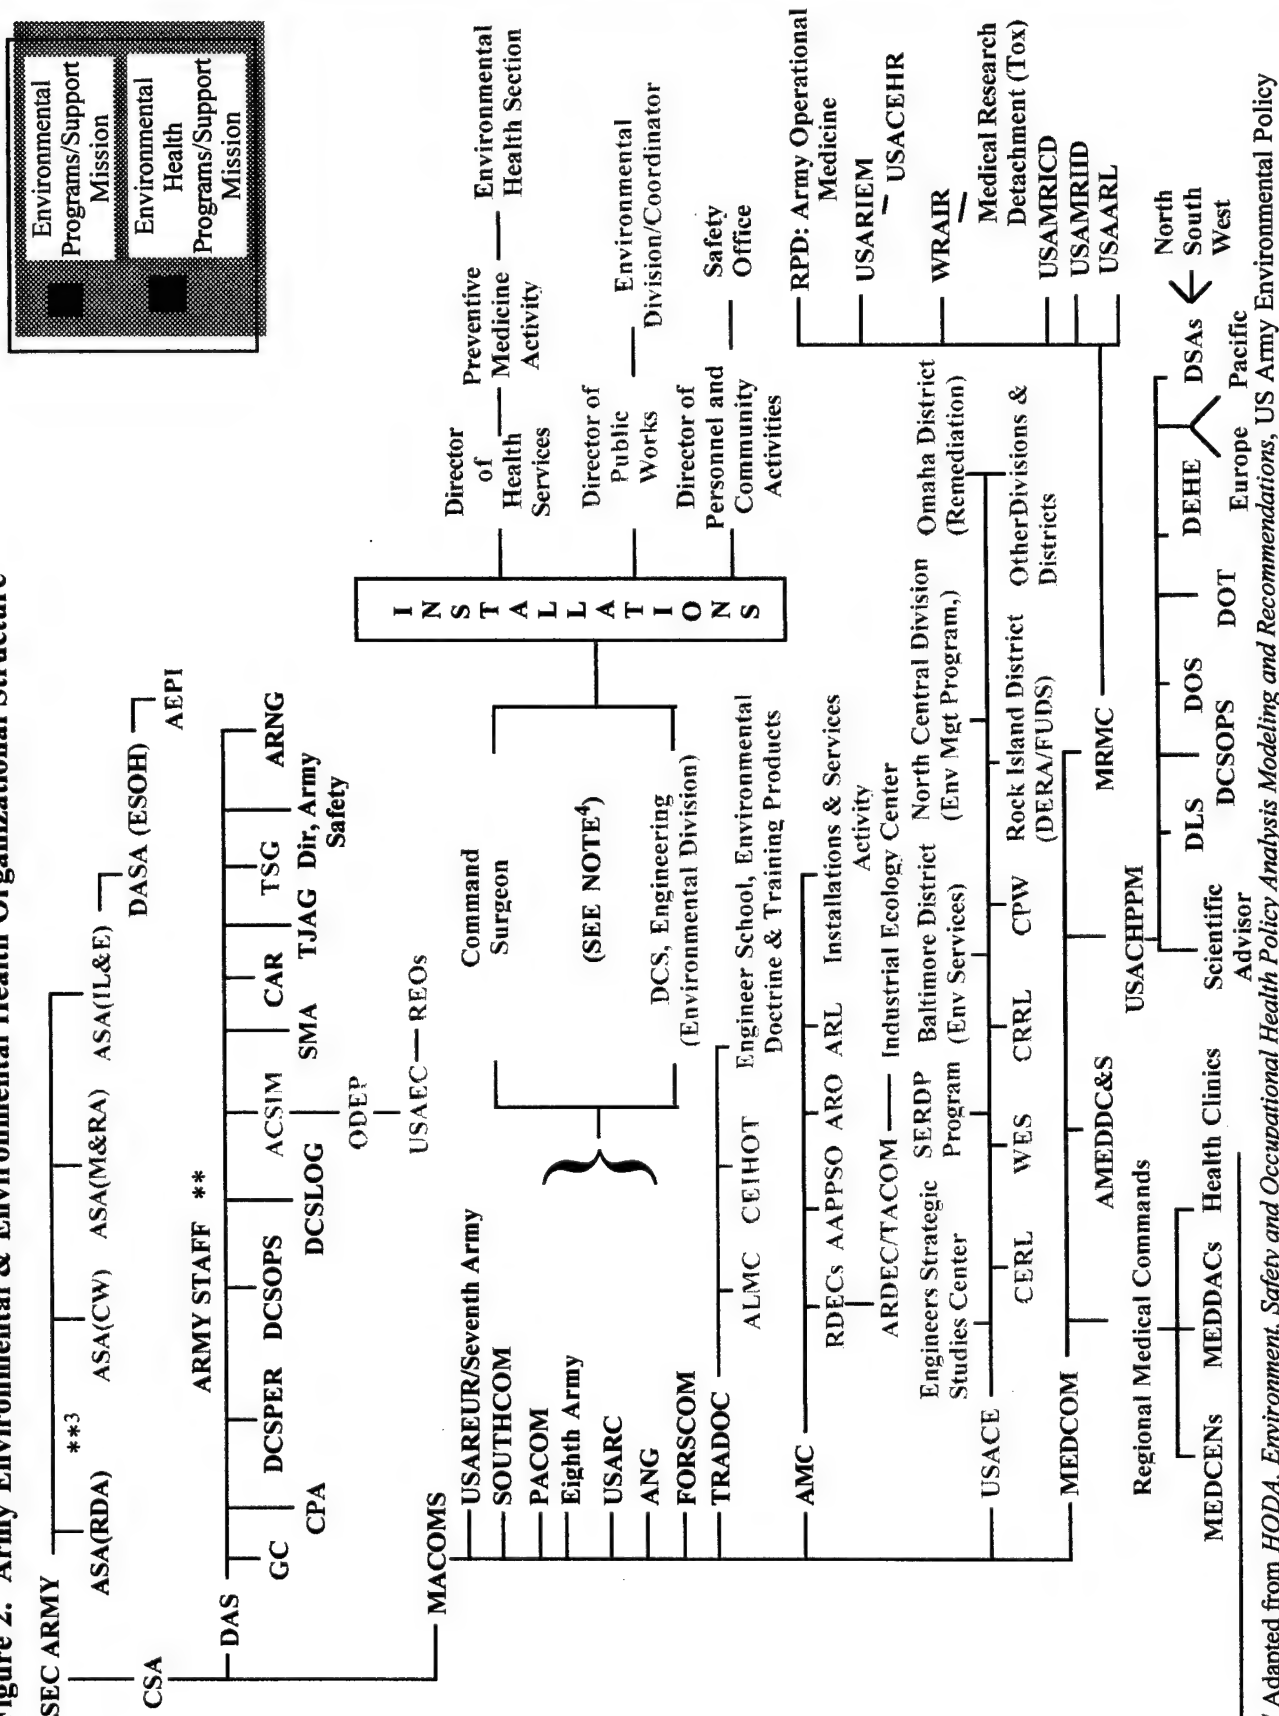 Figure 2. Army Environmental & Environmental Health Organizational Structure
Environmental
Programs/Support
Mission
Environmental
Health
Programs/Support
Mission
SEC ARMY
**3
ASA(RDA)
ASA(CW)
ASA(M&RA)
ASA(IL&E)
DASA (ESOH)
AEPI
CSA
ARMY STAFF **
DAS
GC
CPA
DCSPER
DCSOPS
DCSLOG
ACSIM
ODEP
USAEC
REOs
SMA
CAR
TJAG
TSG
Dir, Army
Safety
ARNG
MACOMS
USAREUR/Seventh Army
SOUTHCOM
PACOM
Eighth Army
USARC
ANG
FORSCOM
TRADOC
Command
Surgeon
(SEE NOTE4)
DCS, Engineering
(Environmental Division)
I
N
S
T
A
L
L
A
T
I
O
N
S
Director
of
Health
Services
Preventive
Medicine
Activity
Environmental
Health Section
Director of
Public
Works
Environmental
Division/Coordinator
Director of
Personnel and
Community
Activities
Safety
Office
ALMC
CEIHOT
Engineer School, Environmental
Doctrine & Training Products
AMC
RDECs
AAPPSO
ARO
ARL
Installations & Services
Activity
ARDEC/TACOM
Industrial Ecology Center
Engineers Strategic
Studies Center
SERDP
Program
Baltimore District
(Env Services)
North Central Division
(Env Mgt Program,)
Omaha District
(Remediation)
USACE
CERL
WES
CRRL
CPW
Rock Island District
(DERA/FUDS)
OtherDivisions &
Districts
MEDCOM
Regional Medical Commands
MEDCENs
MEDDACs
Health Clinics
AMEDDC&S
USACHPPM
MRMC
RPD: Army Operational
Medicine
USARIEM
USACEHR
WRAIR
Medical Research
Detachment (Tox)
USAMRICD
USAMRIID
USAARL
Scientific
Advisor
DLS
DCSOPS
DOS
DOT
DEHE
Europe
Pacific
DSAs
North
South
West
Adapted from HODA, Environment, Safety and Occupational Health Policy Analysis Modeling and Recommendations, US Army Environmental Policy